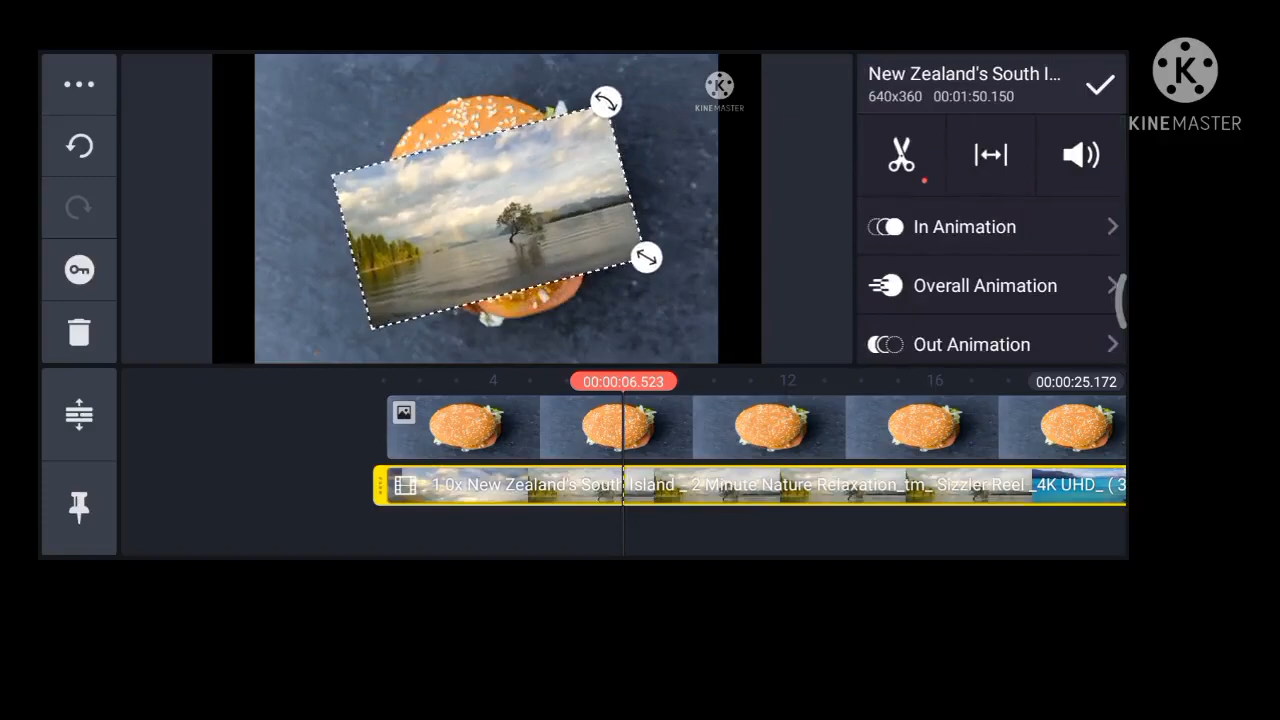 New Zealand's South I...
640x360 00:01:50.150
KINEMASTER
KINEMASTER
In Animation
Overall Animation
Out Animation
4
00:00:06.523
12
16
00:00:25.172
1.0x New Zealand's South Island _ 2 Minute Nature Relaxation_tm_ Sizzler Reel _4K UHD_ ( 3